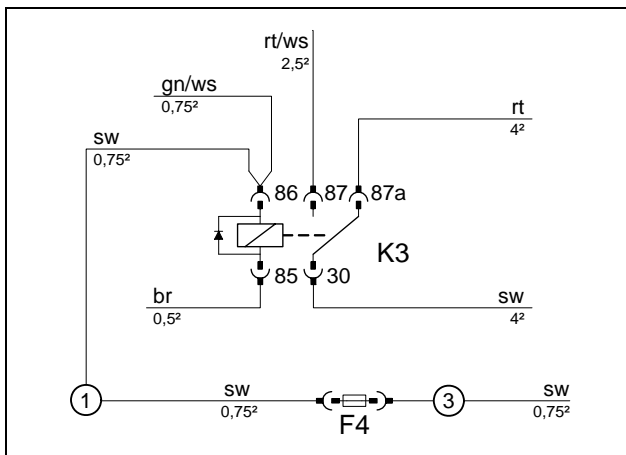 rt/ws
2,5²
gn/ws
0,75²
rt
4²
sw
0,75²
86 87 87a
K3
85 30
br
0,5²
sw
4²
1
sw
0,75²
F4
3
sw
0,75²